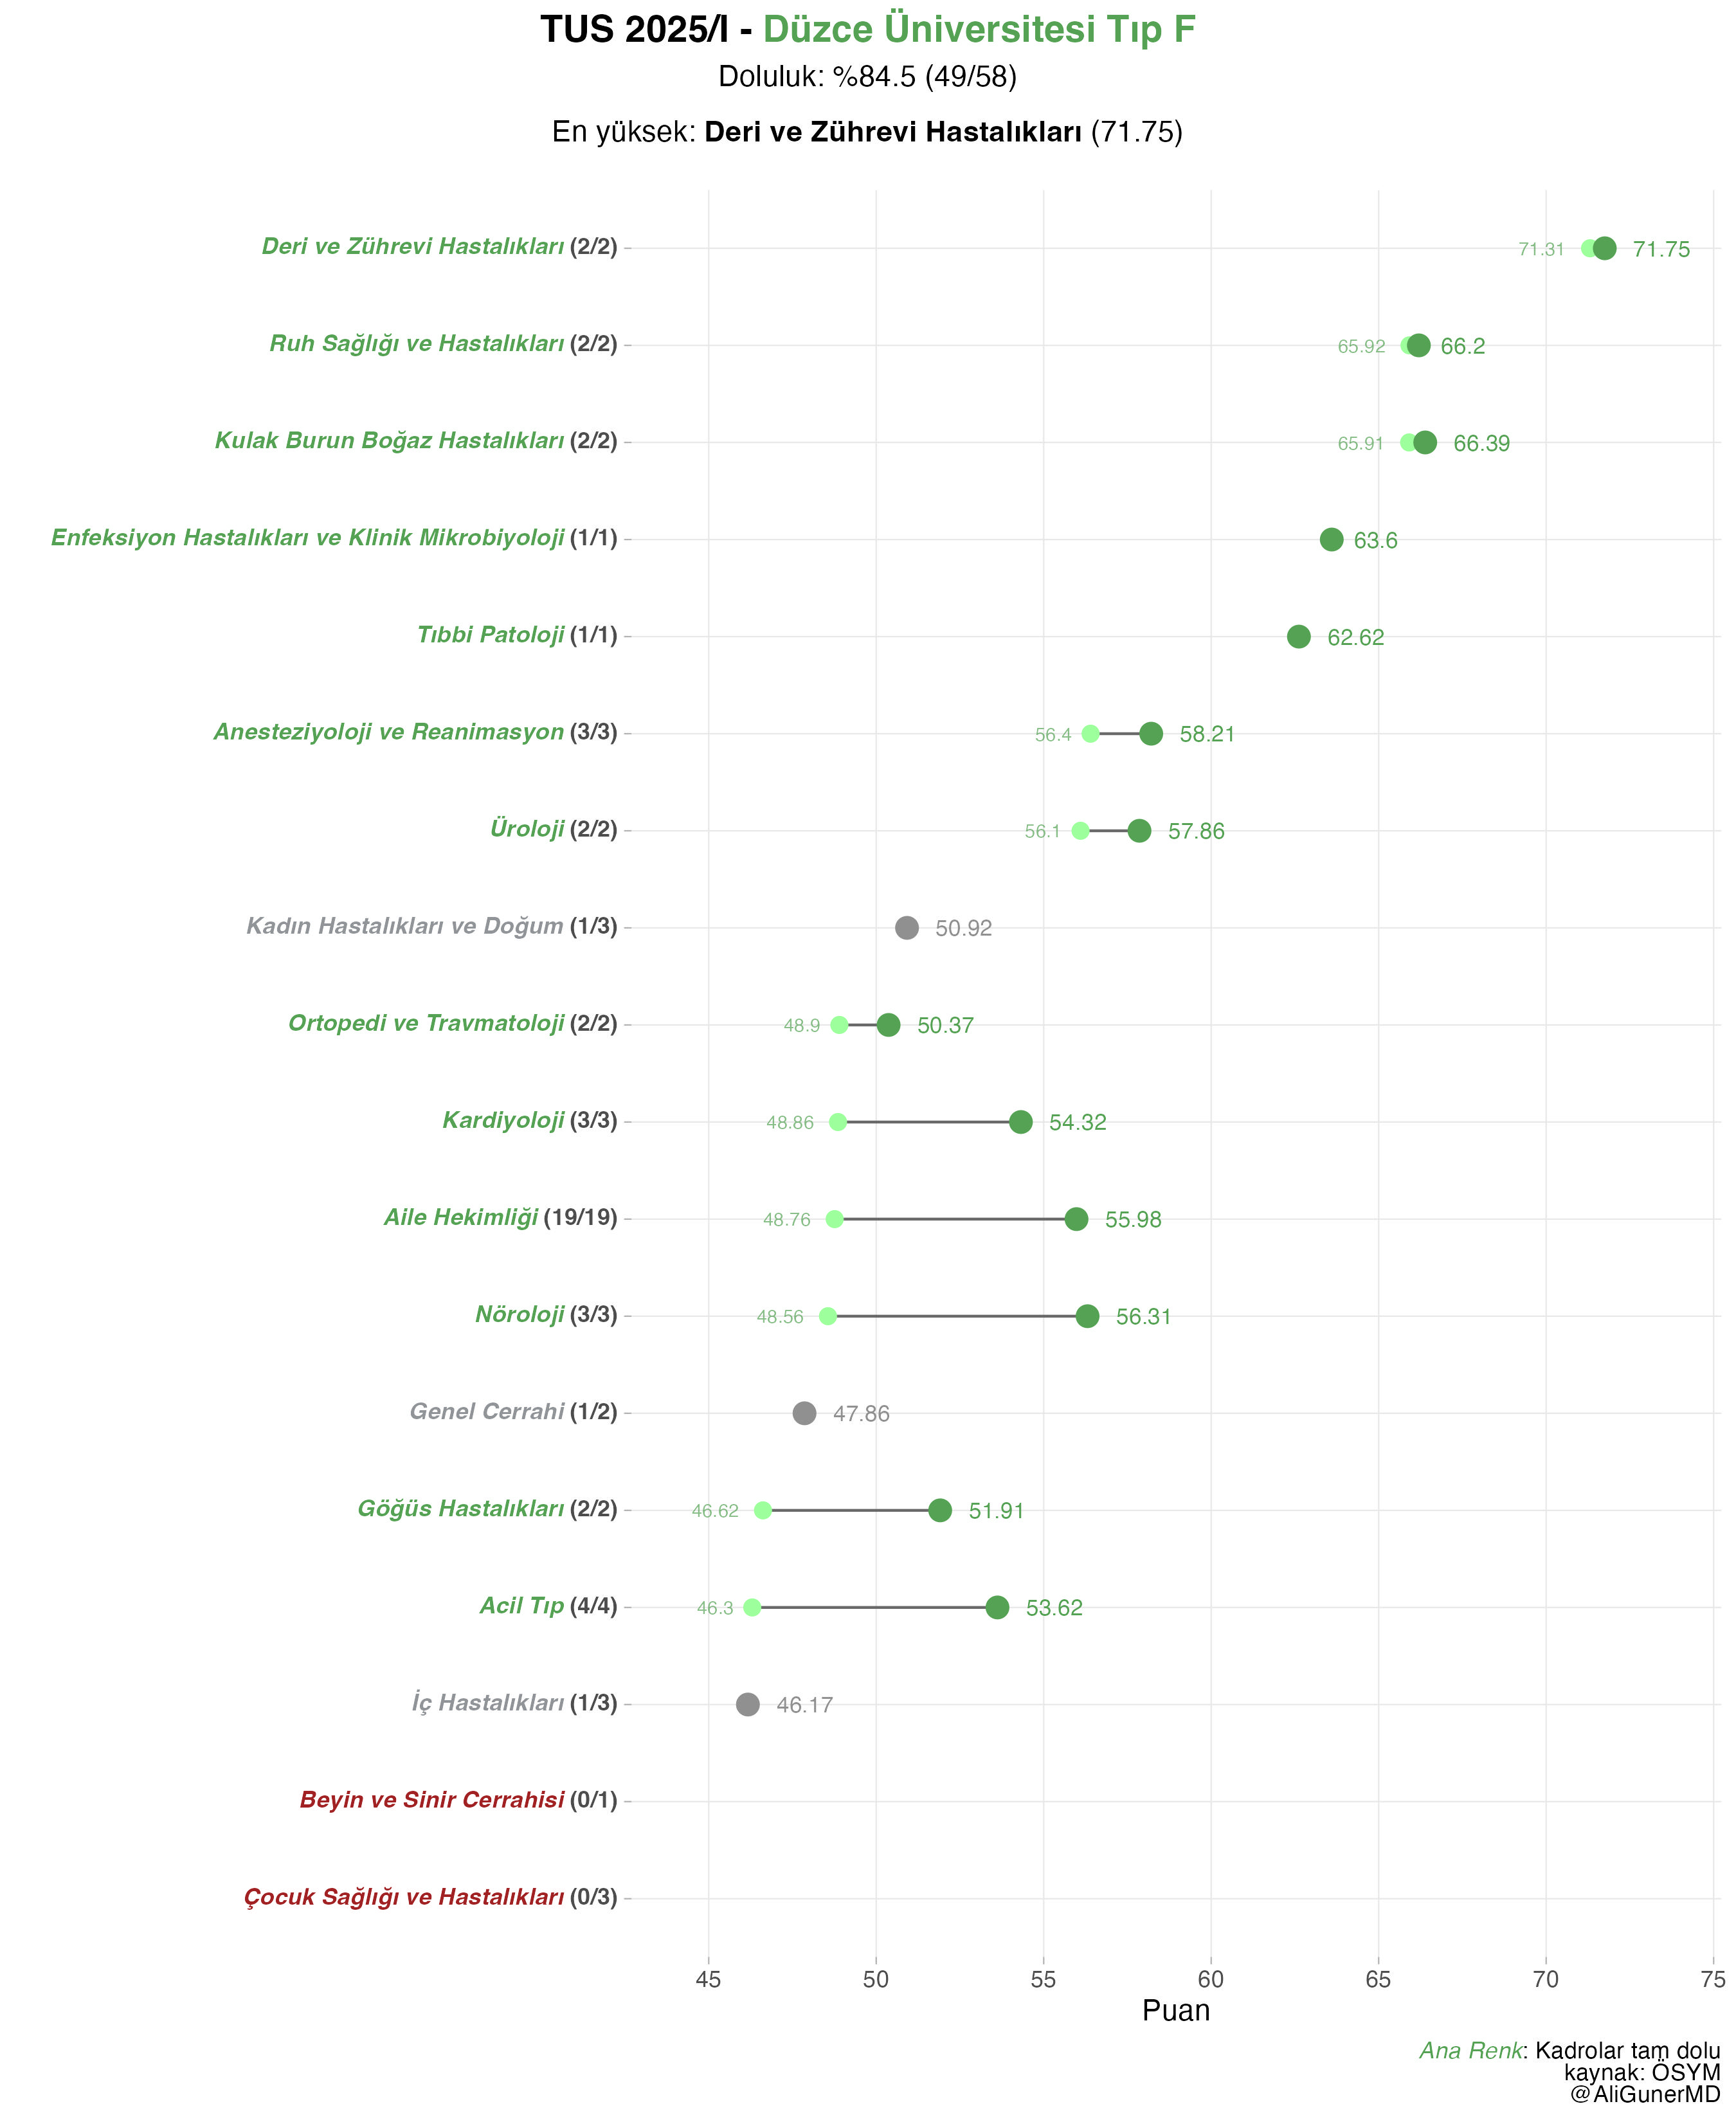 TUS 2025/I - Düzce Üniversitesi Tıp F
Doluluk: %84.5 (49/58)
En yüksek: Deri ve Zührevi Hastalıkları (71.75)
Deri ve Zührevi Hastalıkları (2/2) 71.31 71.75
Ruh Sağlığı ve Hastalıkları (2/2) 65.92 66.2
Kulak Burun Boğaz Hastalıkları (2/2) 65.91 66.39
Enfeksiyon Hastalıkları ve Klinik Mikrobiyoloji (1/1) 63.6
Tıbbi Patoloji (1/1) 62.62
Anesteziyoloji ve Reanimasyon (3/3) 56.4 58.21
Üroloji (2/2) 56.1 57.86
Kadın Hastalıkları ve Doğum (1/3) 50.92
Ortopedi ve Travmatoloji (2/2) 48.9 50.37
Kardiyoloji (3/3) 48.86 54.32
Aile Hekimliği (19/19) 48.76 55.98
Nöroloji (3/3) 48.56 56.31
Genel Cerrahi (1/2) 47.86
Göğüs Hastalıkları (2/2) 46.62 51.91
Acil Tıp (4/4) 46.3 53.62
İç Hastalıkları (1/3) 46.17
Beyin ve Sinir Cerrahisi (0/1)
Çocuk Sağlığı ve Hastalıkları (0/3)
45 50 55 60 65 70 75
Puan
Ana Renk: Kadrolar tam dolu
kaynak: ÖSYM
@AliGunerMD